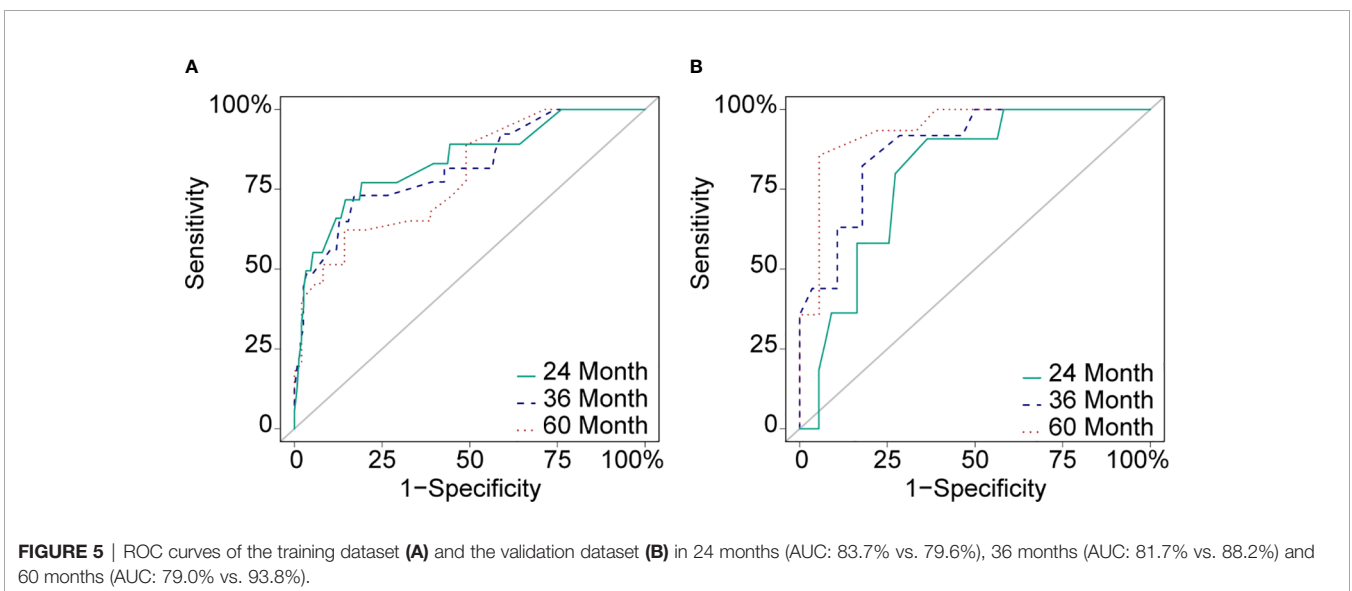 A
B
100%
75
50
25
0
Sensitivity
24 Month
36 Month
60 Month
0 25 50 75 100%
1−Specificity
100%
75
50
25
0
Sensitivity
24 Month
36 Month
60 Month
0 25 50 75 100%
1−Specificity
FIGURE 5 | ROC curves of the training dataset (A) and the validation dataset (B) in 24 months (AUC: 83.7% vs. 79.6%), 36 months (AUC: 81.7% vs. 88.2%) and
60 months (AUC: 79.0% vs. 93.8%).